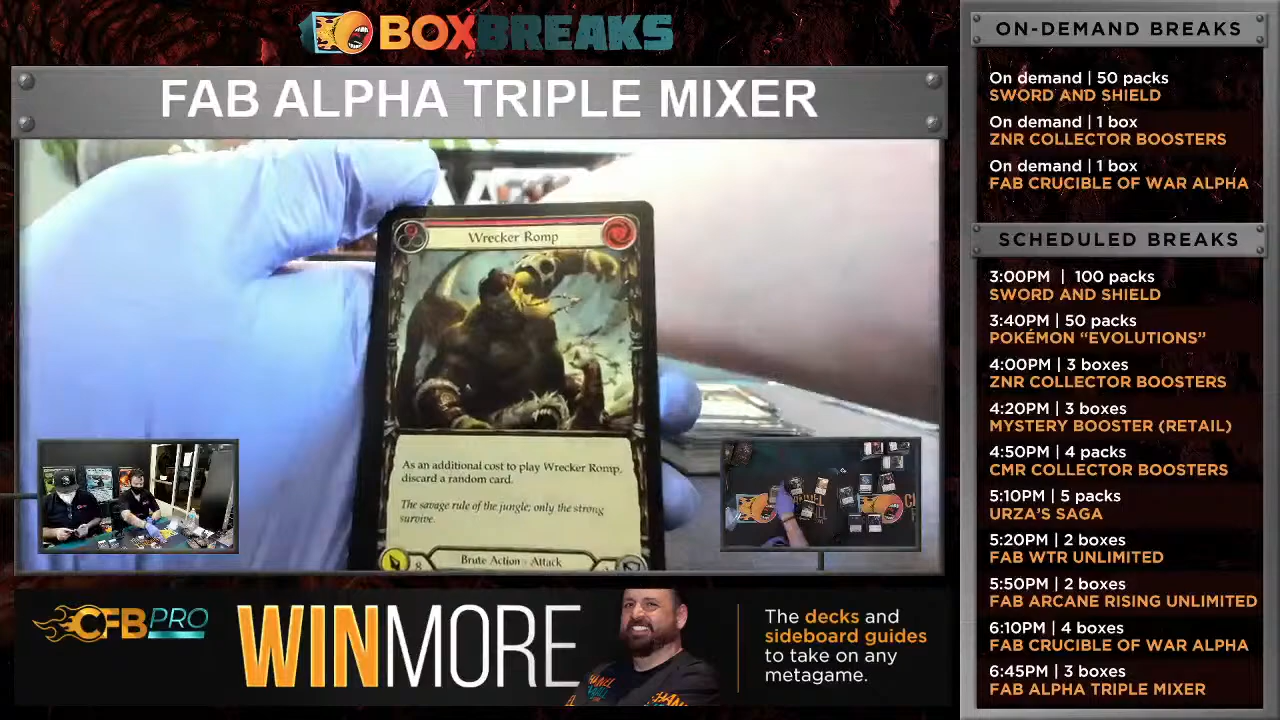 BOXBREAKS
FAB ALPHA TRIPLE MIXER
Wrecker Romp
As an additional cost to play Wrecker Romp,
discard a random card.
The savage rule of the jungle; only the strong
survive.
8
Brute Action - Attack
CFBPRO
WINMORE
The decks and
sideboard guides
to take on any
metagame.
ON-DEMAND BREAKS
On demand | 50 packs
SWORD AND SHIELD
On demand | 1 box
ZNR COLLECTOR BOOSTERS
On demand | 1 box
FAB CRUCIBLE OF WAR ALPHA
SCHEDULED BREAKS
3:00PM | 100 packs
SWORD AND SHIELD
3:40PM | 50 packs
POKÉMON “EVOLUTIONS”
4:00PM | 3 boxes
ZNR COLLECTOR BOOSTERS
4:20PM | 3 boxes
MYSTERY BOOSTER (RETAIL)
4:50PM | 4 packs
CMR COLLECTOR BOOSTERS
5:10PM | 5 packs
URZA’S SAGA
5:20PM | 2 boxes
FAB WTR UNLIMITED
5:50PM | 2 boxes
FAB ARCANE RISING UNLIMITED
6:10PM | 4 boxes
FAB CRUCIBLE OF WAR ALPHA
6:45PM | 3 boxes
FAB ALPHA TRIPLE MIXER